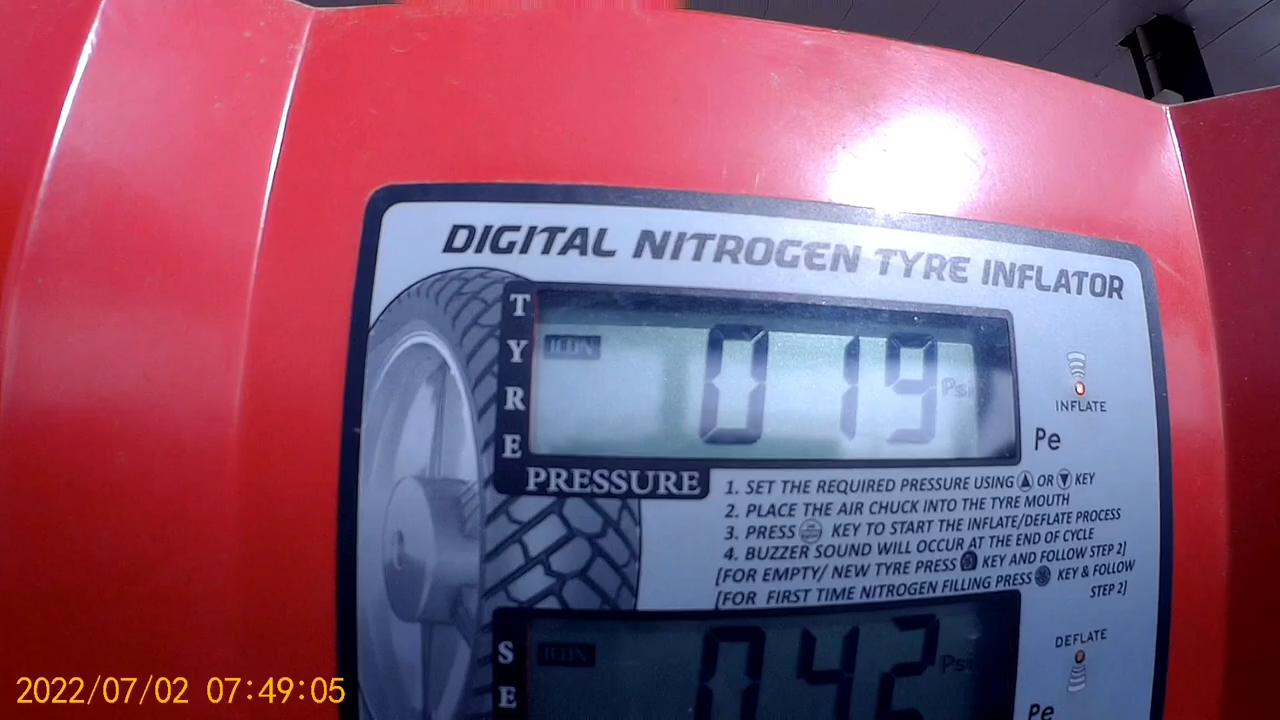 DIGITAL NITROGEN TYRE INFLATOR
TYRE
ICON
019
Psi
INFLATE
Pe
PRESSURE
1. SET THE REQUIRED PRESSURE USING ▲ OR ▼ KEY
2. PLACE THE AIR CHUCK INTO THE TYRE MOUTH
3. PRESS KEY TO START THE INFLATE/DEFLATE PROCESS
4. BUZZER SOUND WILL OCCUR AT THE END OF CYCLE
[FOR EMPTY/ NEW TYRE PRESS KEY AND FOLLOW STEP 2]
[FOR FIRST TIME NITROGEN FILLING PRESS KEY & FOLLOW
STEP 2]
SE
ICON
042
Psi
DEFLATE
Pe
2022/07/02 07:49:05